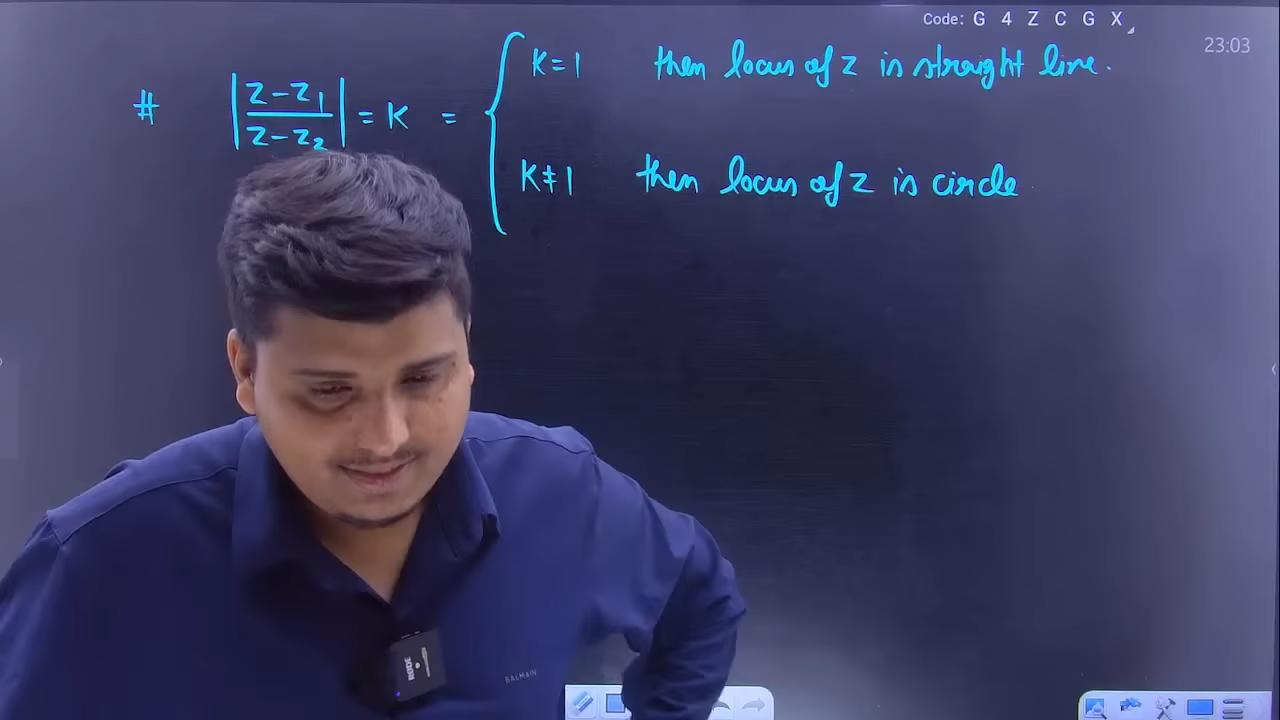 Code: G 4 Z C G X
23:03
# |z-z₁ / z-z₂| = K = { K=1 then locus of z is straight line.
K≠1 then locus of z is circle
RODE
BALMAIN